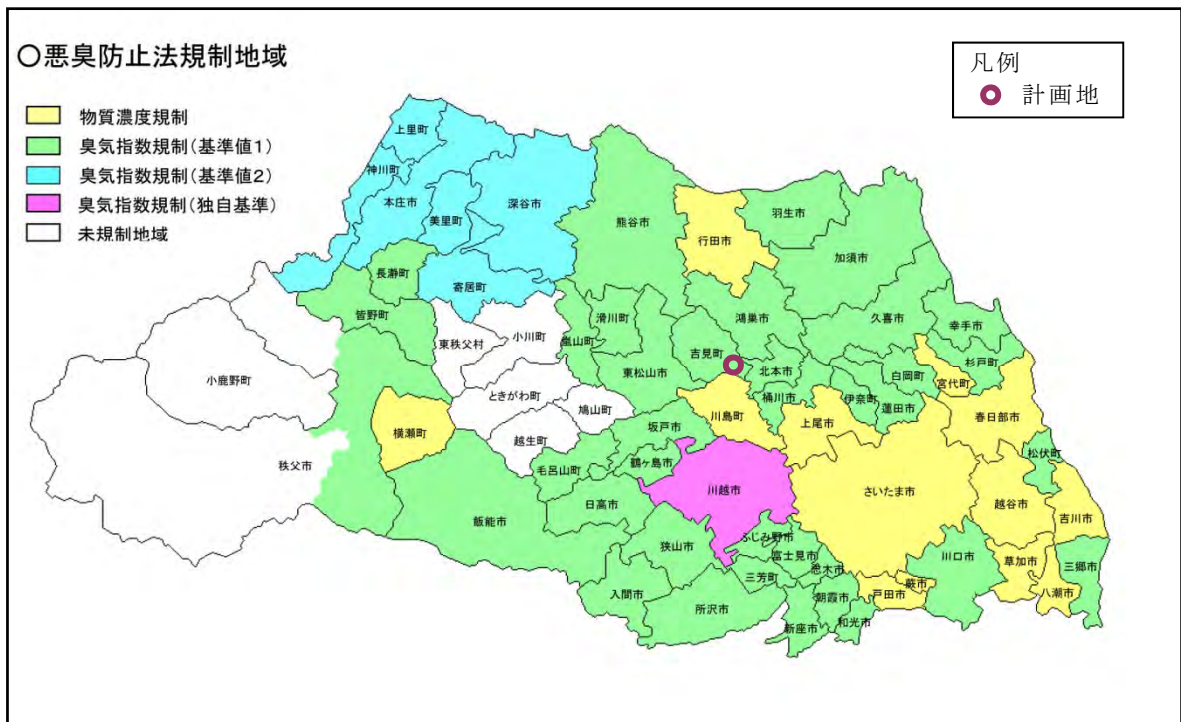 〇悪臭防止法規制地域
凡例
計画地
物質濃度規制
臭気指数規制(基準値1)
臭気指数規制(基準値2)
臭気指数規制(独自基準)
未規制地域
上里町
神川町
本庄市
美里町
深谷市
熊谷市
行田市
羽生市
加須市
長瀞町
寄居町
皆野町
東秩父村
小川町
嵐山町
滑川町
吉見町
鴻巣市
久喜市
幸手市
小鹿野町
東松山市
北本市
白岡町
杉戸町
宮代町
ときがわ町
鳩山町
川島町
桶川市
伊奈町
蓮田市
横瀬町
越生町
坂戸市
上尾市
春日部市
秩父市
毛呂山町
鶴ヶ島市
松伏町
川越市
さいたま市
飯能市
日高市
越谷市
吉川市
狭山市
ふじみ野市
富士見市
川口市
草加市
三郷市
入間市
三芳町
志木市
朝霞市
戸田市
蕨市
八潮市
所沢市
新座市
和光市